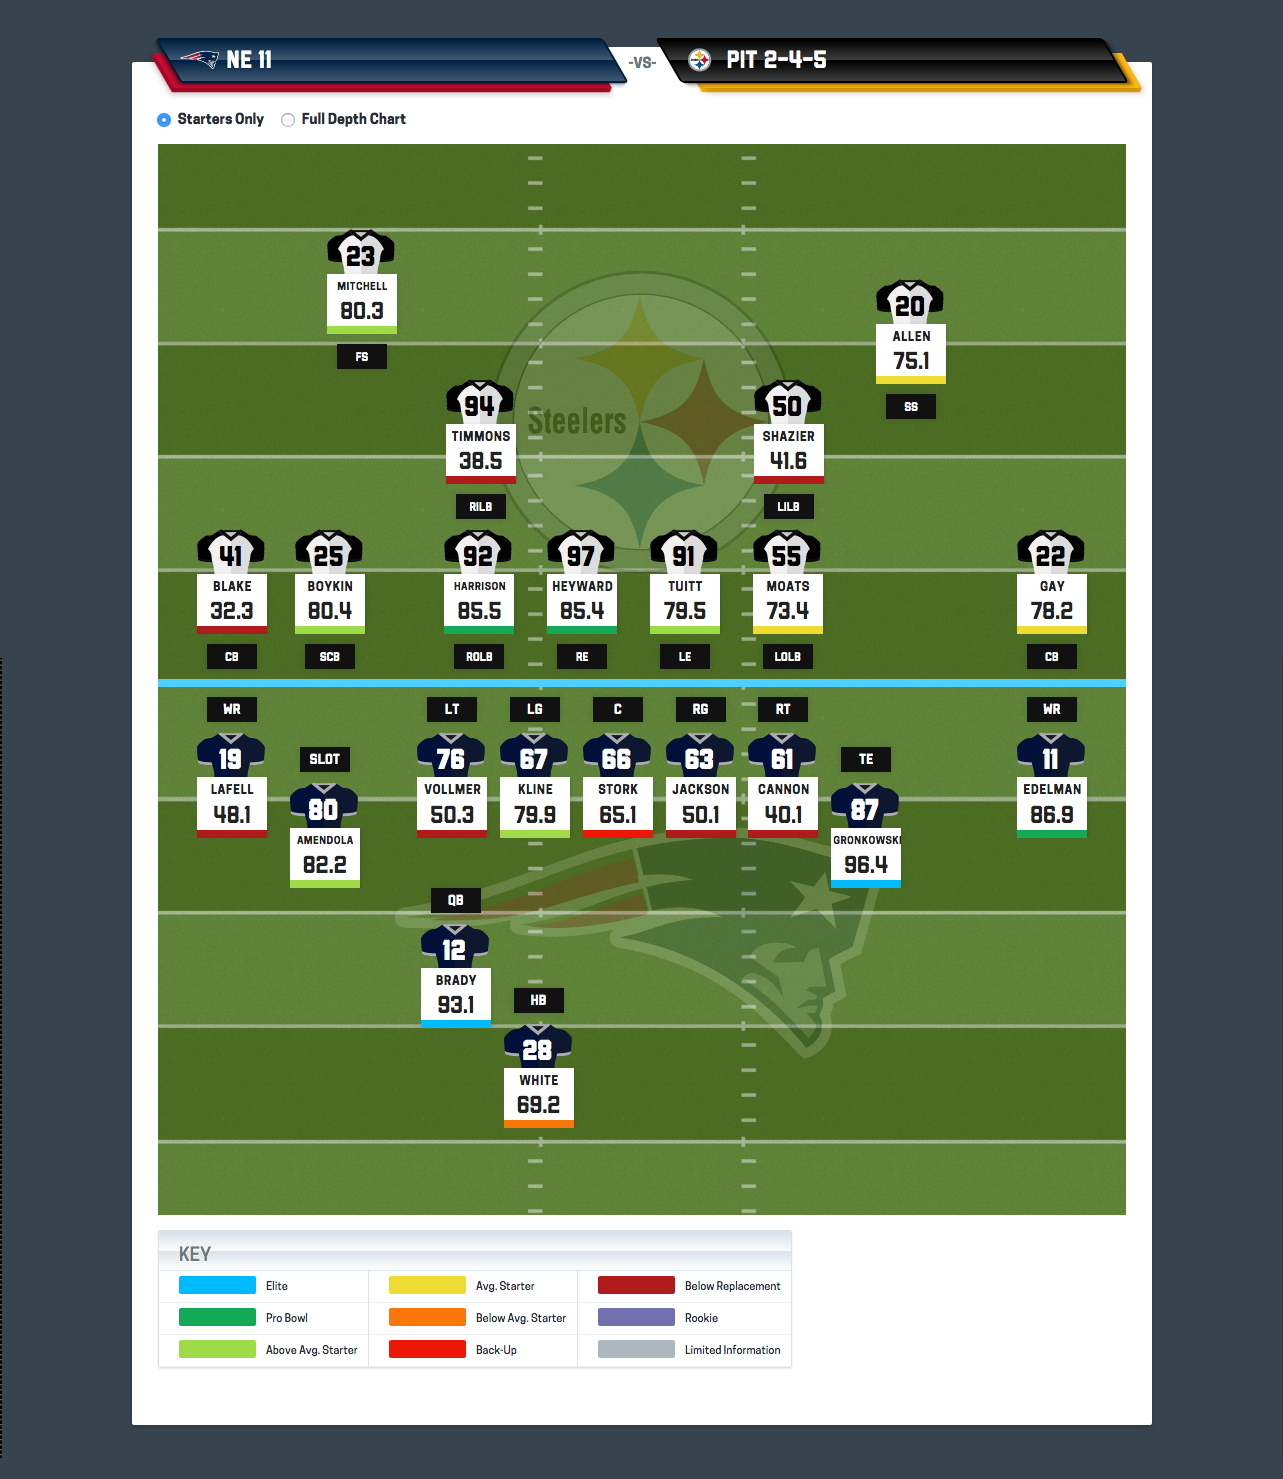 NE 11
-VS-
PIT 2-4-5
Starters Only
Full Depth Chart
23
MITCHELL
80.3
FS
20
ALLEN
75.1
SS
Steelers
94
TIMMONS
38.5
RILB
50
SHAZIER
41.6
LILB
41
BLAKE
32.3
CB
25
BOYKIN
80.4
SCB
92
HARRISON
85.5
ROLB
97
HEYWARD
85.4
RE
91
TUITT
79.5
LE
55
MOATS
73.4
LOLB
22
GAY
78.2
CB
WR
19
LAFELL
48.1
SLOT
80
AMENDOLA
82.2
LT
76
VOLLMER
50.3
LG
67
KLINE
79.9
C
66
STORK
65.1
RG
63
JACKSON
50.1
RT
61
CANNON
40.1
TE
87
GRONKOWSKI
96.4
WR
11
EDELMAN
86.9
QB
12
BRADY
93.1
HB
28
WHITE
69.2
KEY
Elite
Avg. Starter
Below Replacement
Pro Bowl
Below Avg. Starter
Rookie
Above Avg. Starter
Back-Up
Limited Information